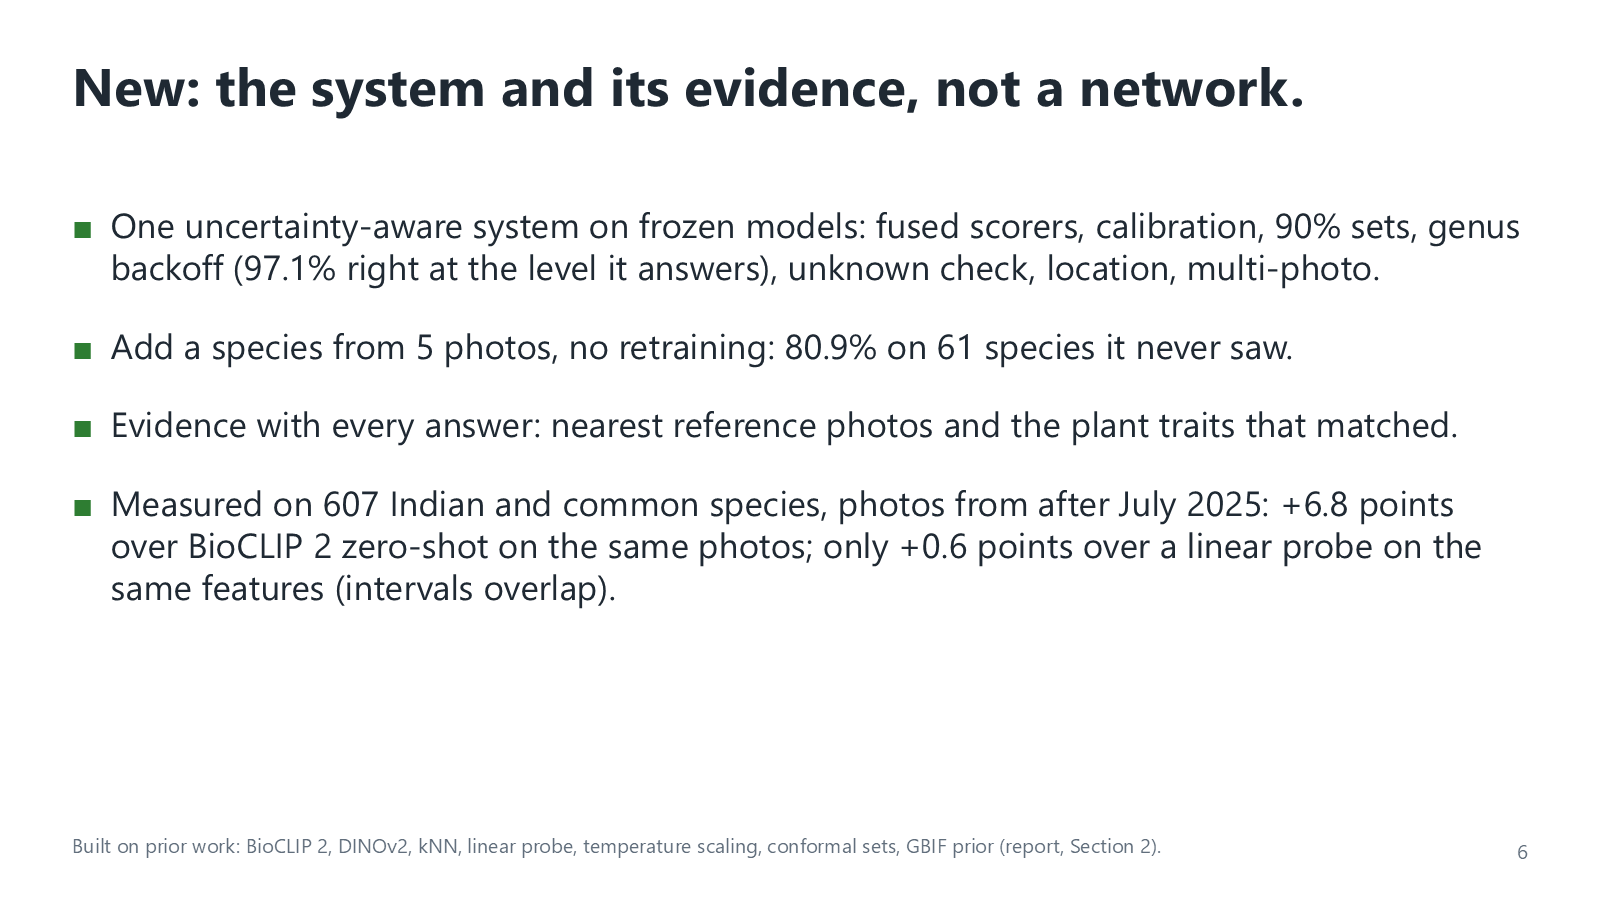 New: the system and its evidence, not a network.
■ One uncertainty-aware system on frozen models: fused scorers, calibration, 90% sets, genus
backoff (97.1% right at the level it answers), unknown check, location, multi-photo.
■ Add a species from 5 photos, no retraining: 80.9% on 61 species it never saw.
■ Evidence with every answer: nearest reference photos and the plant traits that matched.
■ Measured on 607 Indian and common species, photos from after July 2025: +6.8 points
over BioCLIP 2 zero-shot on the same photos; only +0.6 points over a linear probe on the
same features (intervals overlap).
Built on prior work: BioCLIP 2, DINOv2, kNN, linear probe, temperature scaling, conformal sets, GBIF prior (report, Section 2).
6